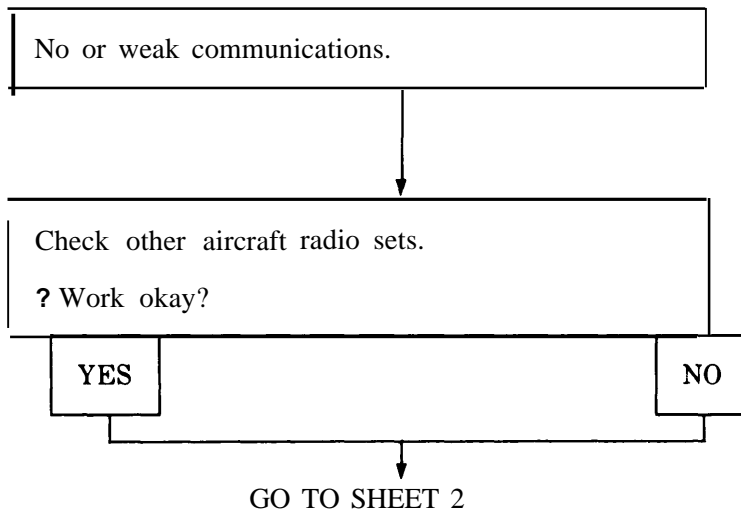 No or weak communications.
Check other aircraft radio sets.
? Work okay?
YES
NO
GO TO SHEET 2